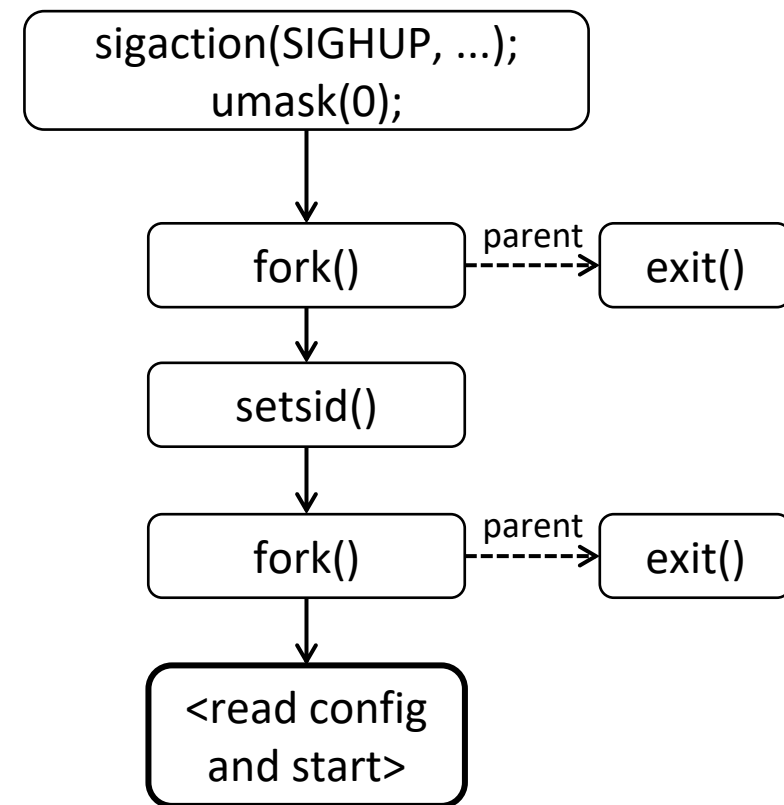 sigaction(SIGHUP, ...);
umask(0);
fork()
parent
exit()
setsid()
fork()
parent
exit()
<read config
and start>